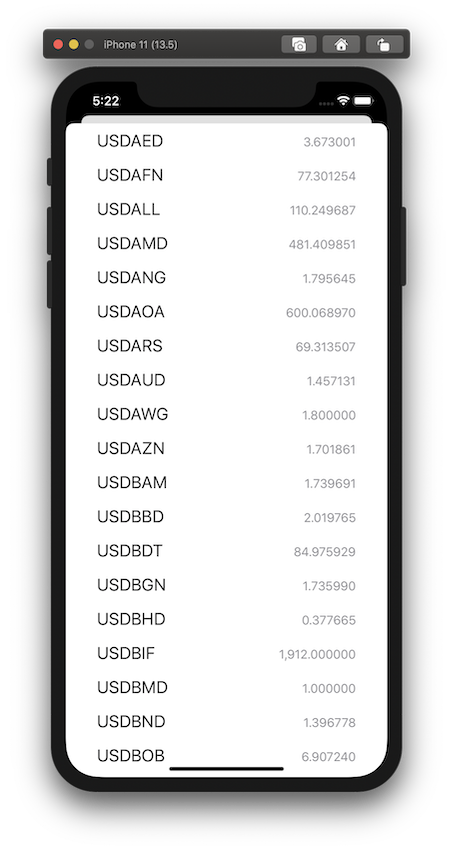 iPhone 11 (13.5)
5:22
USDAED 3.673001
USDAFN 77.301254
USDALL 110.249687
USDAMD 481.409851
USDANG 1.795645
USDAOA 600.068970
USDARS 69.313507
USDAUD 1.457131
USDAWG 1.800000
USDAZN 1.701861
USDBAM 1.739691
USDBBD 2.019765
USDBDT 84.975929
USDBGN 1.735990
USDBHD 0.377665
USDBIF 1,912.000000
USDBMD 1.000000
USDBND 1.396778
USDBOB 6.907240